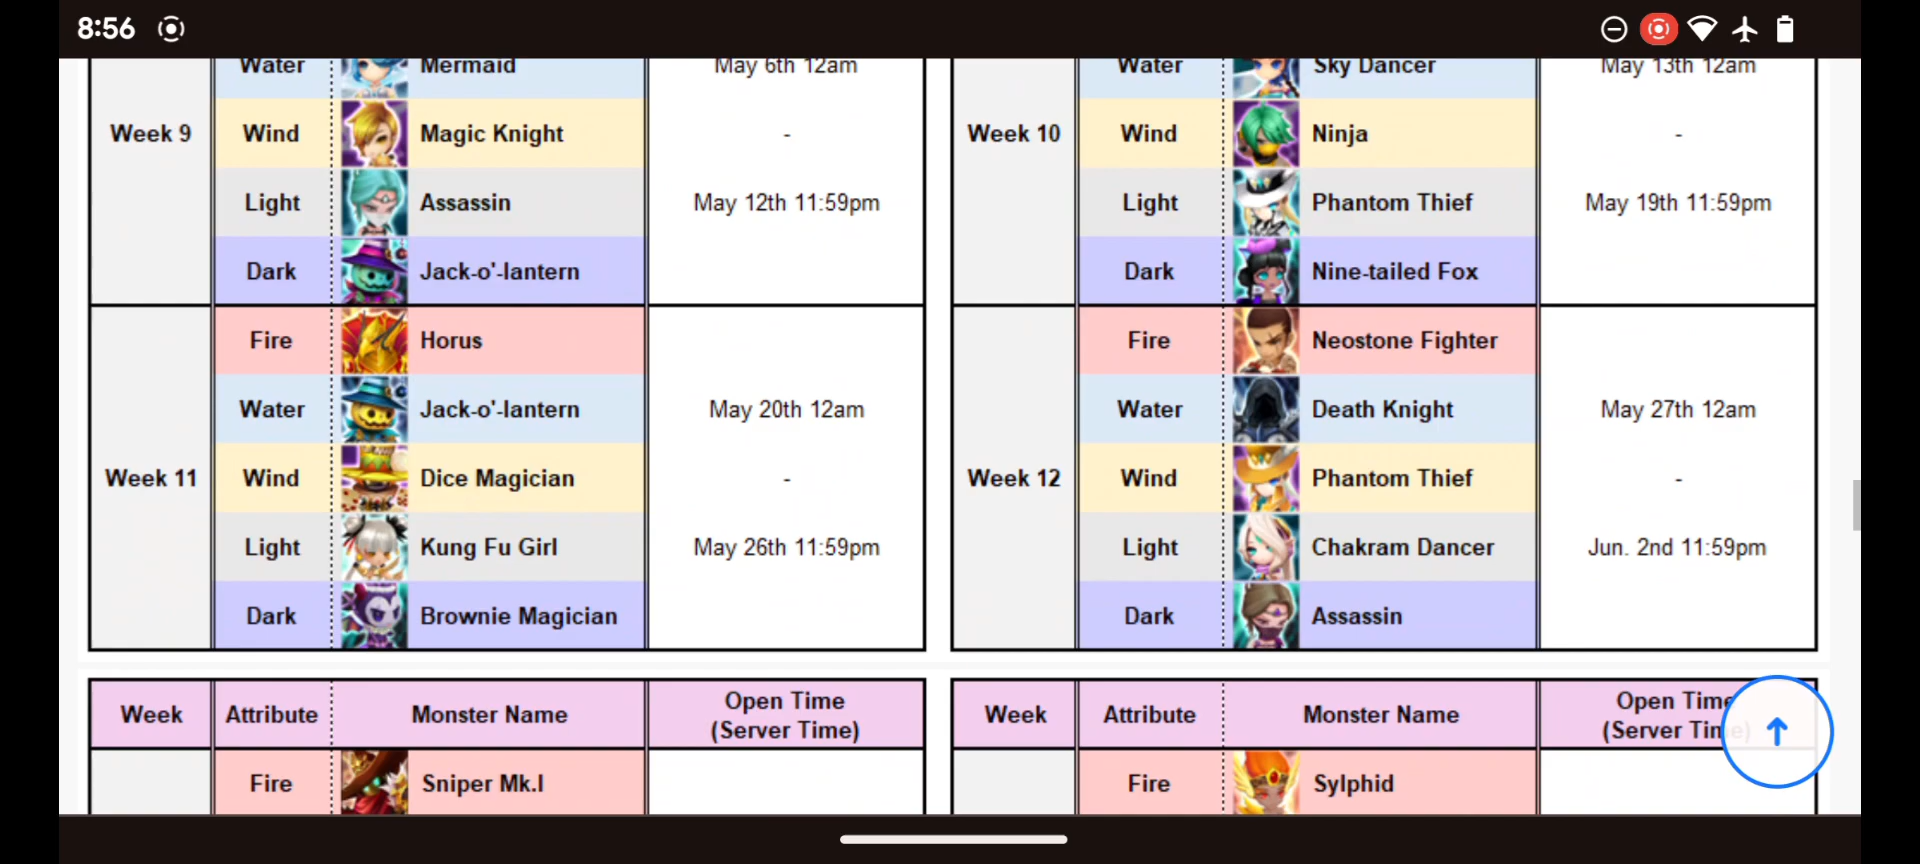 8:56
Water Mermaid May 6th 12am Water Sky Dancer May 13th 12am
Week 9 Wind Magic Knight - Week 10 Wind Ninja -
Light Assassin May 12th 11:59pm Light Phantom Thief May 19th 11:59pm
Dark Jack-o'-lantern Dark Nine-tailed Fox
Fire Horus Fire Neostone Fighter
Water Jack-o'-lantern May 20th 12am Water Death Knight May 27th 12am
Week 11 Wind Dice Magician - Week 12 Wind Phantom Thief -
Light Kung Fu Girl May 26th 11:59pm Light Chakram Dancer Jun. 2nd 11:59pm
Dark Brownie Magician Dark Assassin
Week Attribute Monster Name Open Time (Server Time) Week Attribute Monster Name Open Time (Server Time)
Fire Sniper Mk.I Fire Sylphid